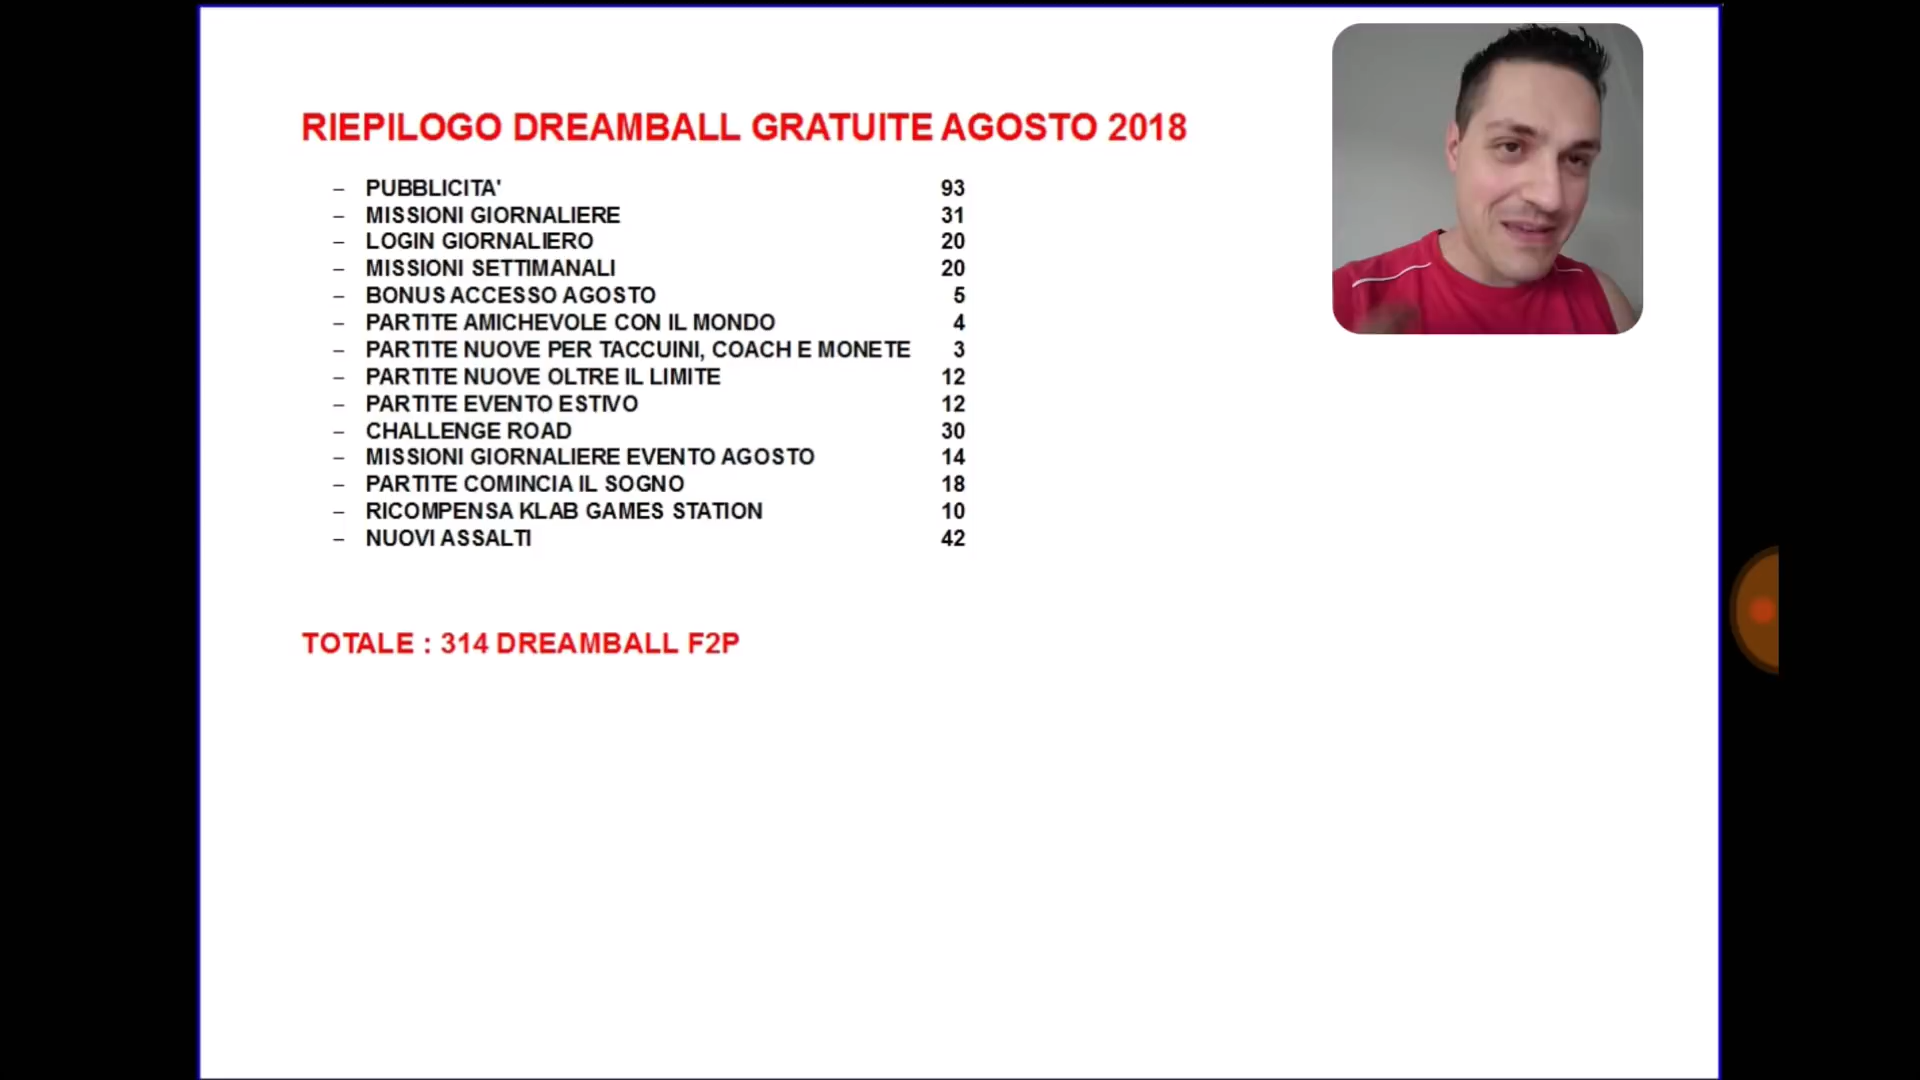 RIEPILOGO DREAMBALL GRATUITE AGOSTO 2018
– PUBBLICITA' 93
– MISSIONI GIORNALIERE 31
– LOGIN GIORNALIERO 20
– MISSIONI SETTIMANALI 20
– BONUS ACCESSO AGOSTO 5
– PARTITE AMICHEVOLE CON IL MONDO 4
– PARTITE NUOVE PER TACCUINI, COACH E MONETE 3
– PARTITE NUOVE OLTRE IL LIMITE 12
– PARTITE EVENTO ESTIVO 12
– CHALLENGE ROAD 30
– MISSIONI GIORNALIERE EVENTO AGOSTO 14
– PARTITE COMINCIA IL SOGNO 18
– RICOMPENSA KLAB GAMES STATION 10
– NUOVI ASSALTI 42
TOTALE : 314 DREAMBALL F2P